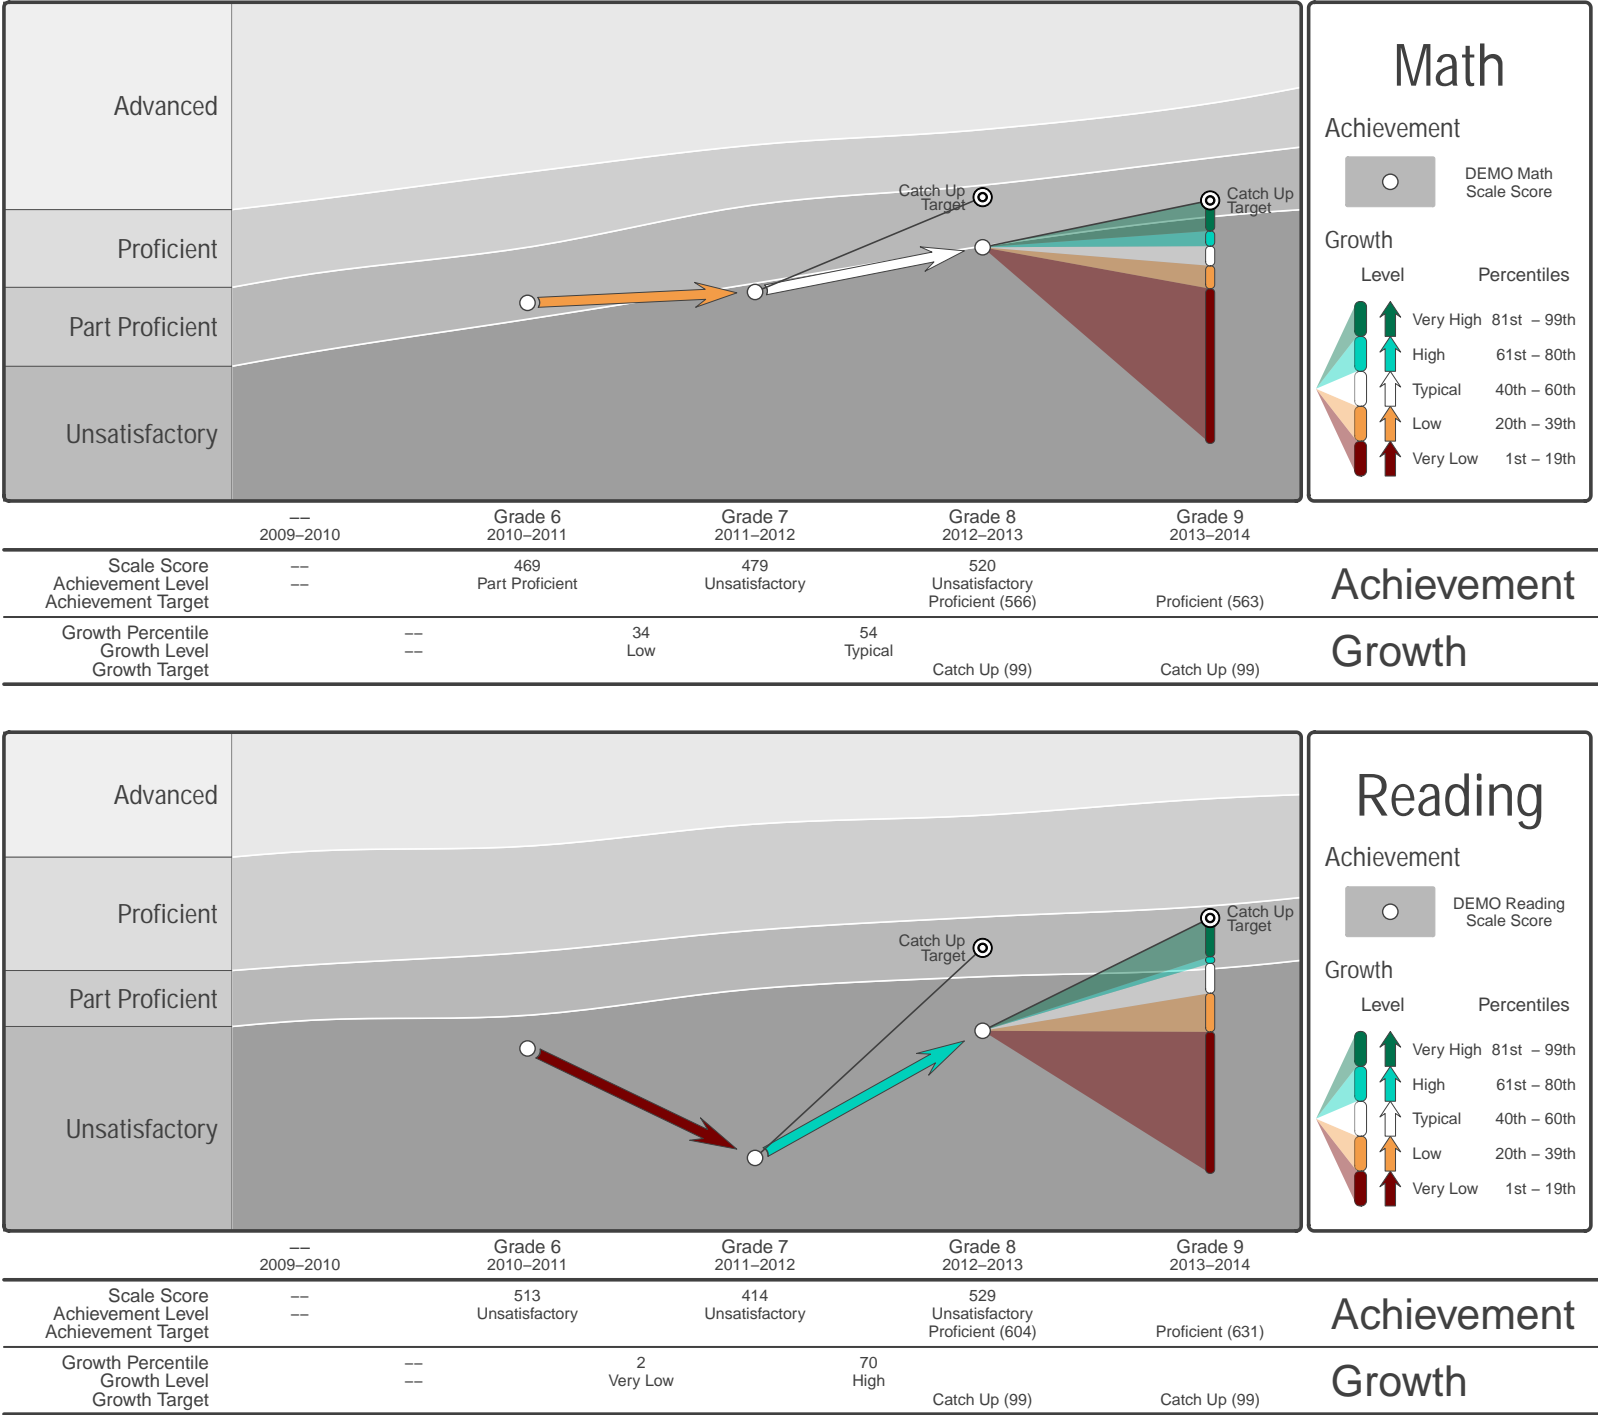 Advanced
Proficient
Part Proficient
Unsatisfactory
Catch Up
Target
Catch Up
Target
Math
Achievement
DEMO Math
Scale Score
Growth
Level Percentiles
Very High 81st – 99th
High 61st – 80th
Typical 40th – 60th
Low 20th – 39th
Very Low 1st – 19th
–– Grade 6 Grade 7 Grade 8 Grade 9
2009–2010 2010–2011 2011–2012 2012–2013 2013–2014
Scale Score –– 469 479 520
Achievement Level –– Part Proficient Unsatisfactory Unsatisfactory
Achievement Target Proficient (566) Proficient (563)
Achievement
Growth Percentile –– 34 54
Growth Level –– Low Typical
Growth Target Catch Up (99) Catch Up (99)
Growth
Advanced
Proficient
Part Proficient
Unsatisfactory
Catch Up
Target
Catch Up
Target
Reading
Achievement
DEMO Reading
Scale Score
Growth
Level Percentiles
Very High 81st – 99th
High 61st – 80th
Typical 40th – 60th
Low 20th – 39th
Very Low 1st – 19th
–– Grade 6 Grade 7 Grade 8 Grade 9
2009–2010 2010–2011 2011–2012 2012–2013 2013–2014
Scale Score –– 513 414 529
Achievement Level –– Unsatisfactory Unsatisfactory Unsatisfactory
Achievement Target Proficient (604) Proficient (631)
Achievement
Growth Percentile –– 2 70
Growth Level –– Very Low High
Growth Target Catch Up (99) Catch Up (99)
Growth